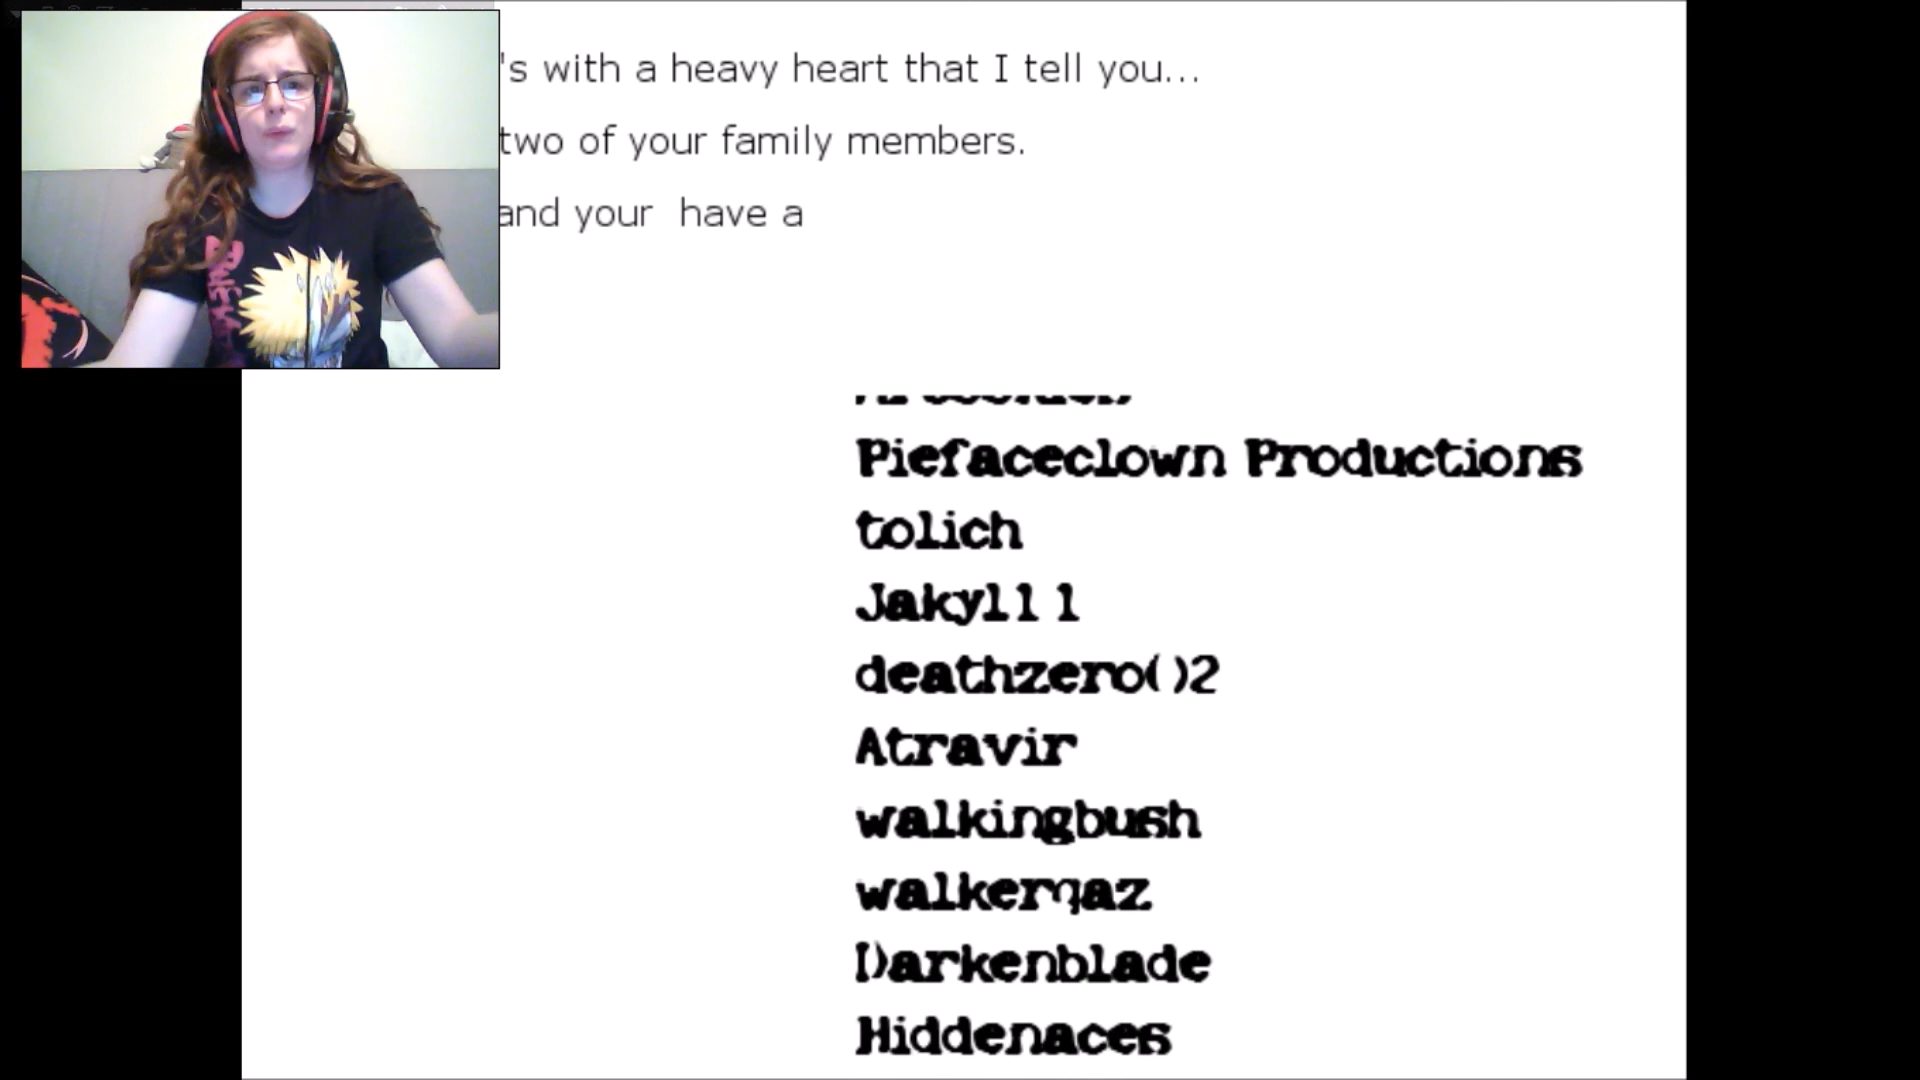 's with a heavy heart that I tell you...
two of your family members.
and your  have a
Piefaceclown Productions
tolich
Jakyl11
deathzero()2
Atravir
walkingbush
walkerqaz
Darkenblade
Hiddenaces